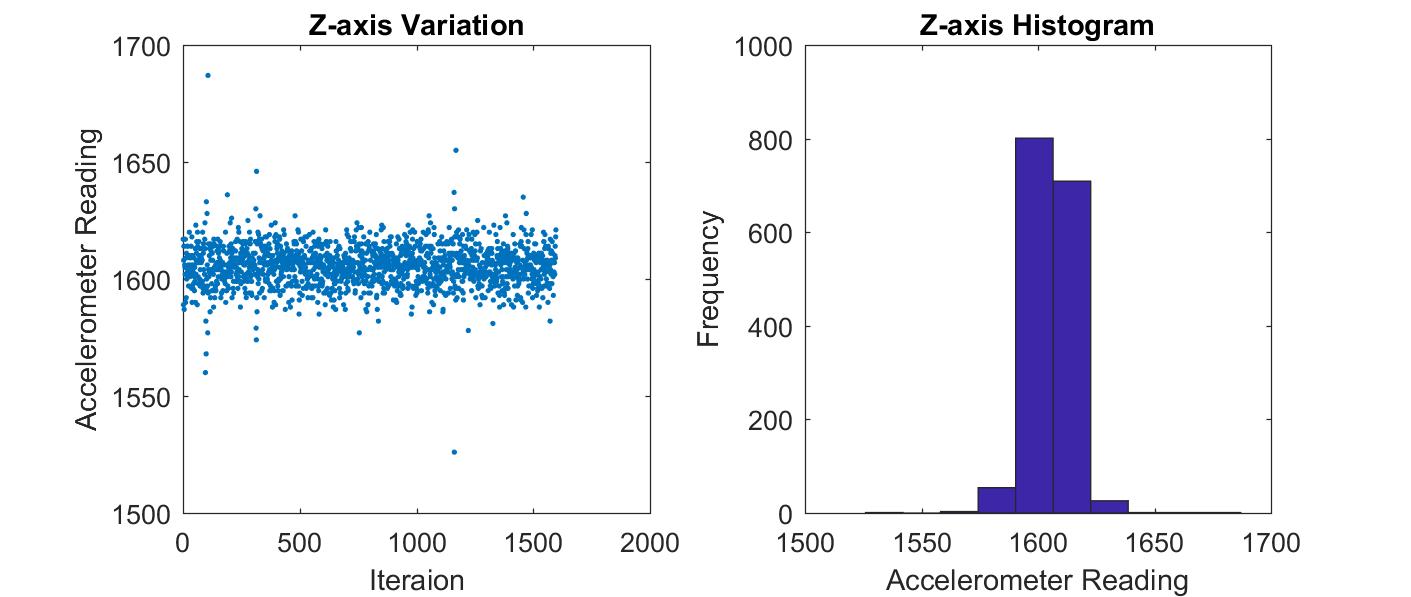 Z-axis Variation
1700
1650
1600
1550
1500
0 500 1000 1500 2000
Accelerometer Reading
Iteraion
Z-axis Histogram
1000
800
600
400
200
0
1500 1550 1600 1650 1700
Frequency
Accelerometer Reading